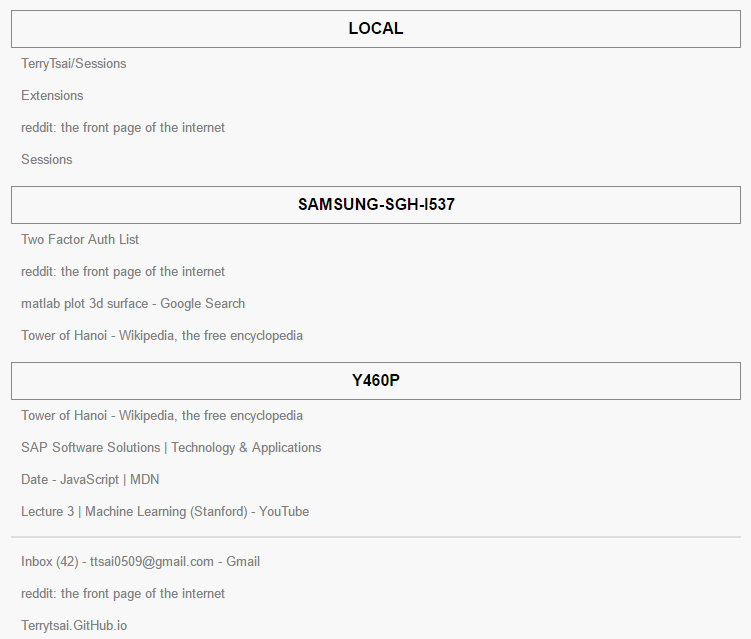 LOCAL
TerryTsai/Sessions
Extensions
reddit: the front page of the internet
Sessions
SAMSUNG-SGH-I537
Two Factor Auth List
reddit: the front page of the internet
matlab plot 3d surface - Google Search
Tower of Hanoi - Wikipedia, the free encyclopedia
Y460P
Tower of Hanoi - Wikipedia, the free encyclopedia
SAP Software Solutions | Technology & Applications
Date - JavaScript | MDN
Lecture 3 | Machine Learning (Stanford) - YouTube
Inbox (42) - ttsai0509@gmail.com - Gmail
reddit: the front page of the internet
Terrytsai.GitHub.io